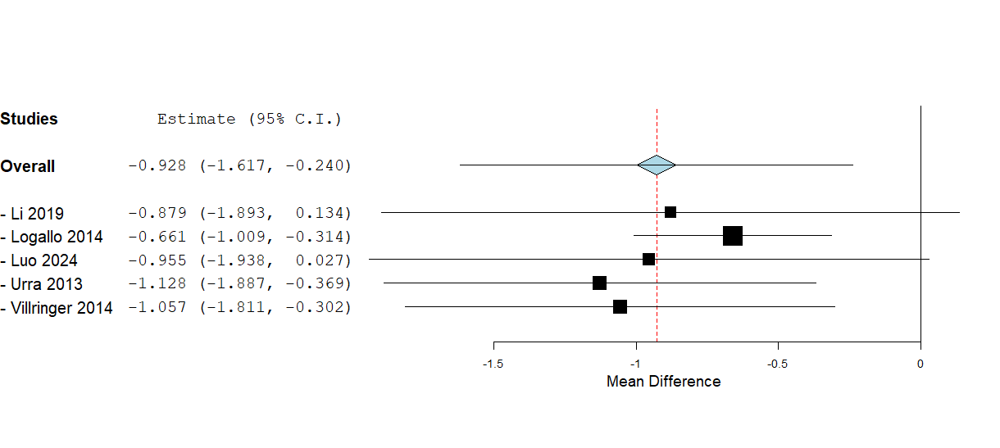 Studies Estimate (95% C.I.)
Overall -0.928 (-1.617, -0.240)
- Li 2019 -0.879 (-1.893,  0.134)
- Logallo 2014 -0.661 (-1.009, -0.314)
- Luo 2024 -0.955 (-1.938,  0.027)
- Urra 2013 -1.128 (-1.887, -0.369)
- Villringer 2014 -1.057 (-1.811, -0.302)
-1.5 -1 -0.5 0
Mean Difference